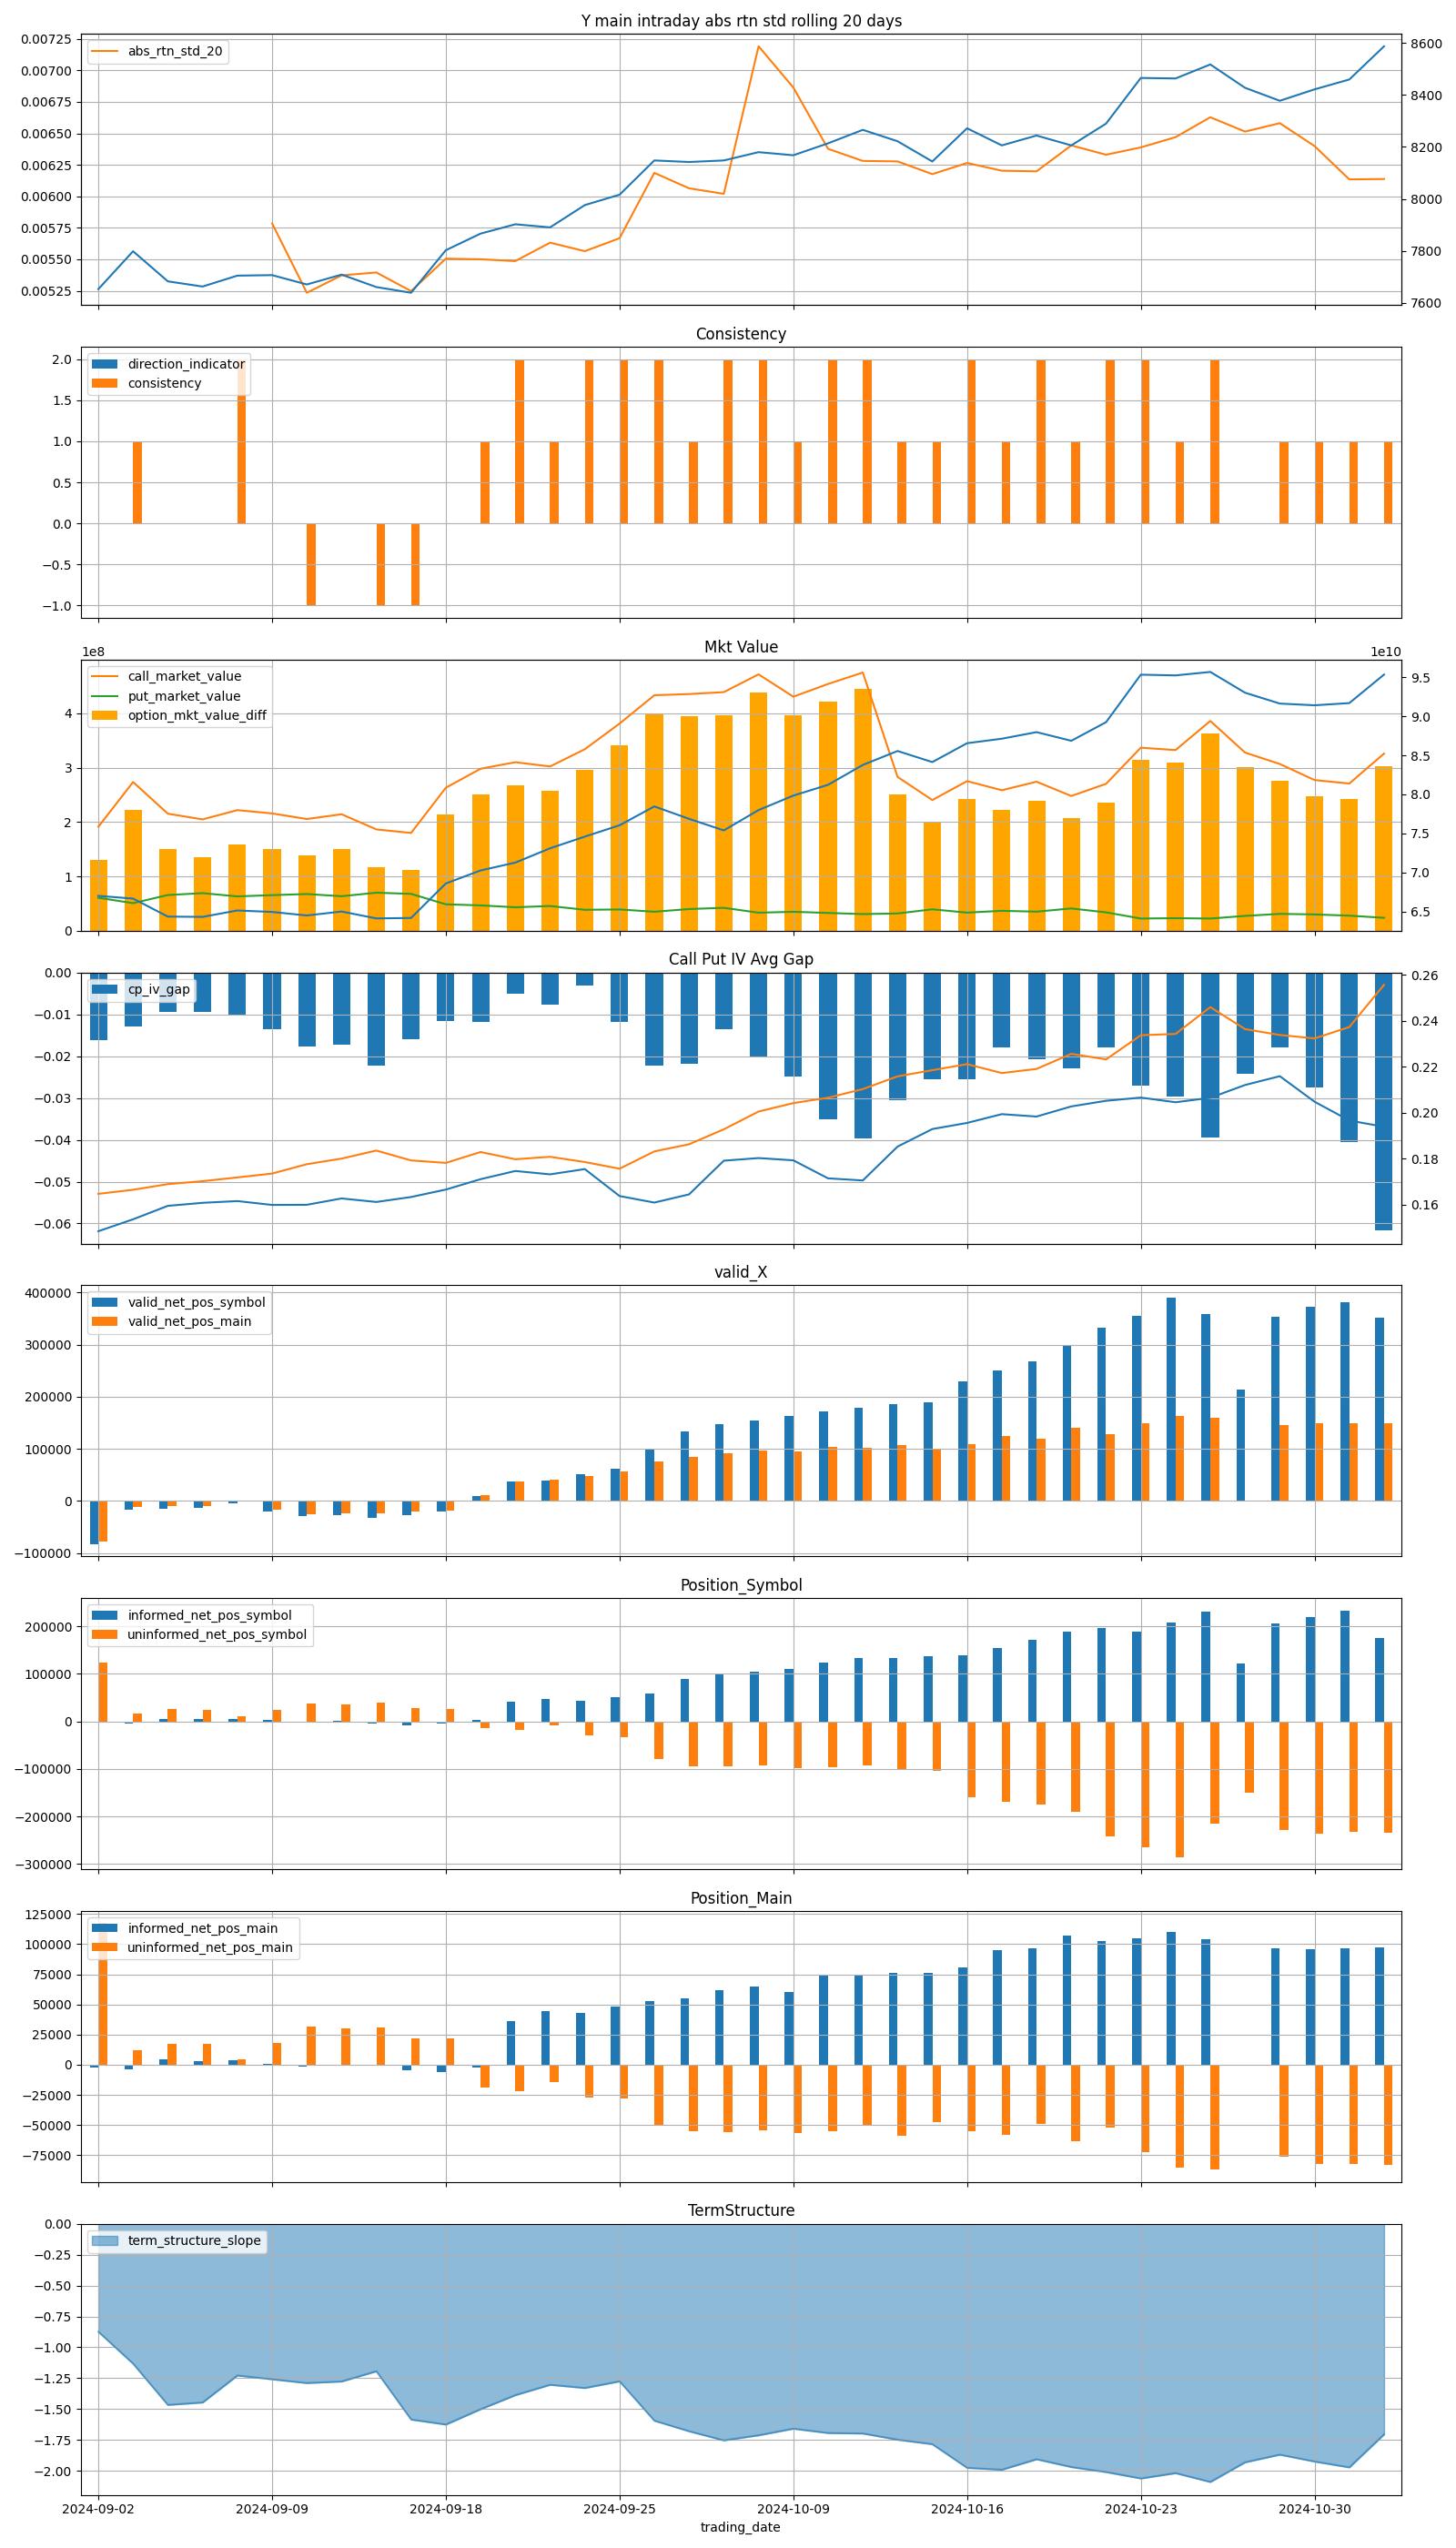 Y main intraday abs rtn std rolling 20 days
abs_rtn_std_20
0.00725
0.00700
0.00675
0.00650
0.00625
0.00600
0.00575
0.00550
0.00525
8600
8400
8200
8000
7800
7600
Consistency
direction_indicator
consistency
2.0
1.5
1.0
0.5
0.0
−0.5
−1.0
Mkt Value
1e8
1e10
call_market_value
put_market_value
option_mkt_value_diff
4
3
2
1
0
9.5
9.0
8.5
8.0
7.5
7.0
6.5
Call Put IV Avg Gap
cp_iv_gap
0.00
−0.01
−0.02
−0.03
−0.04
−0.05
−0.06
0.26
0.24
0.22
0.20
0.18
0.16
valid_X
valid_net_pos_symbol
valid_net_pos_main
400000
300000
200000
100000
0
−100000
Position_Symbol
informed_net_pos_symbol
uninformed_net_pos_symbol
200000
100000
0
−100000
−200000
−300000
Position_Main
informed_net_pos_main
uninformed_net_pos_main
125000
100000
75000
50000
25000
0
−25000
−50000
−75000
TermStructure
term_structure_slope
0.00
−0.25
−0.50
−0.75
−1.00
−1.25
−1.50
−1.75
−2.00
2024-09-02 2024-09-09 2024-09-18 2024-09-25 2024-10-09 2024-10-16 2024-10-23 2024-10-30
trading_date